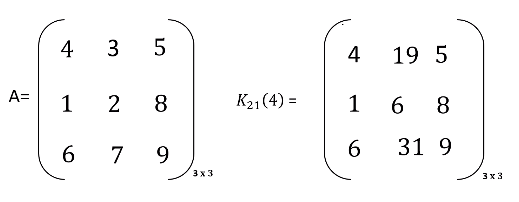 4 3 5 4 19 5
A= 1 2 8 K₂₁(4) = 1 6 8
6 7 9 6 31 9
3 x 3 3 x 3